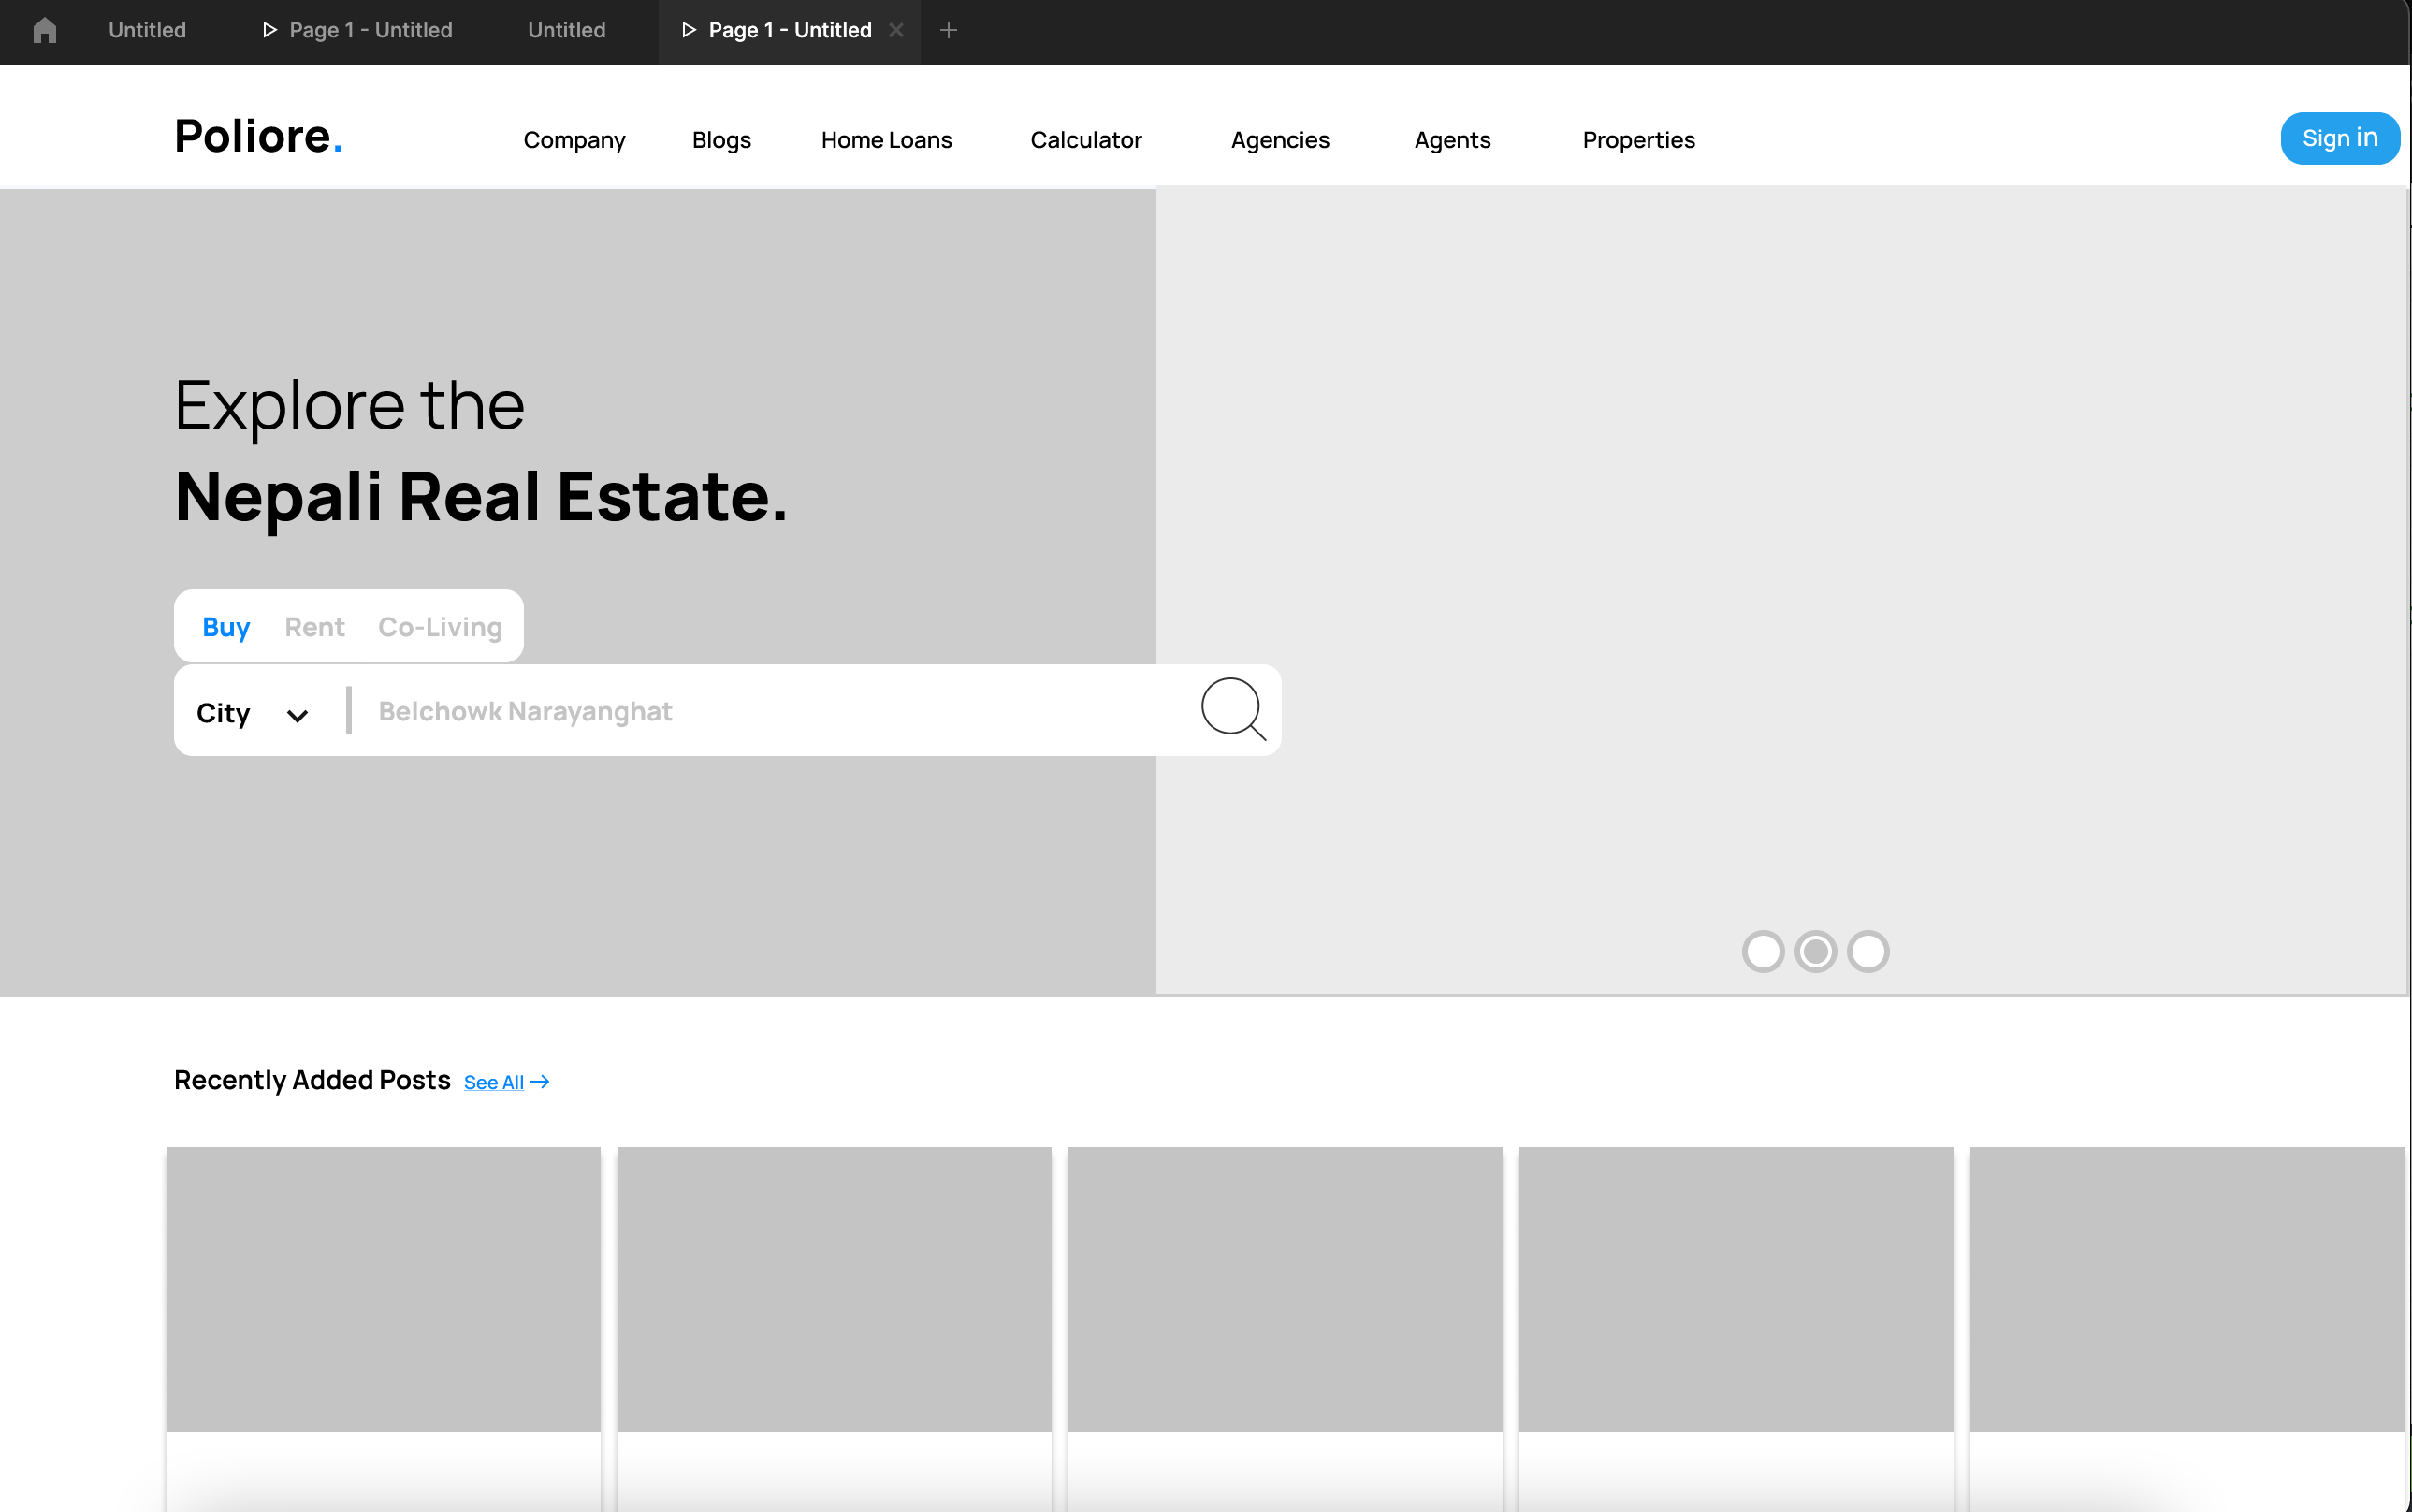 Untitled Page 1 - Untitled Untitled Page 1 - Untitled
Poliore. Company Blogs Home Loans Calculator Agencies Agents Properties Sign in
Explore the
Nepali Real Estate.
Buy Rent Co-Living
City Belchowk Narayanghat
Recently Added Posts See All